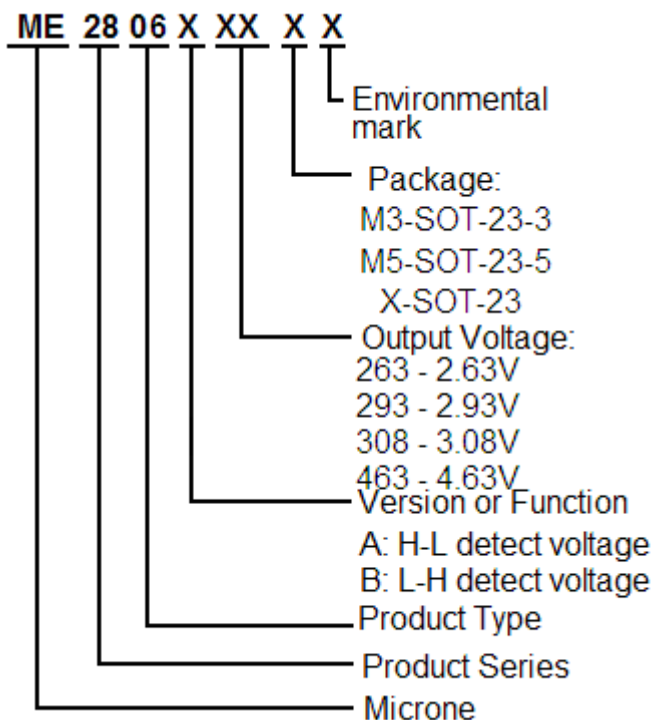 ME 28 06 X XX X X
Environmental
mark
Package:
M3-SOT-23-3
M5-SOT-23-5
X-SOT-23
Output Voltage:
263 - 2.63V
293 - 2.93V
308 - 3.08V
463 - 4.63V
Version or Function
A: H-L detect voltage
B: L-H detect voltage
Product Type
Product Series
Microne